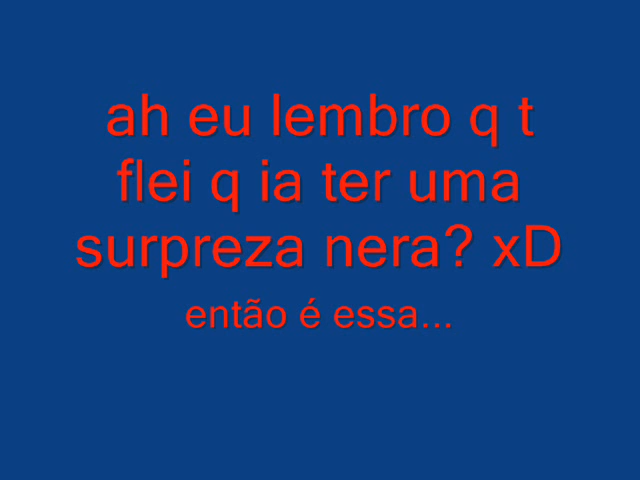 ah eu lembro q t
flei q ia ter uma
surpreza nera? xD
então é essa...